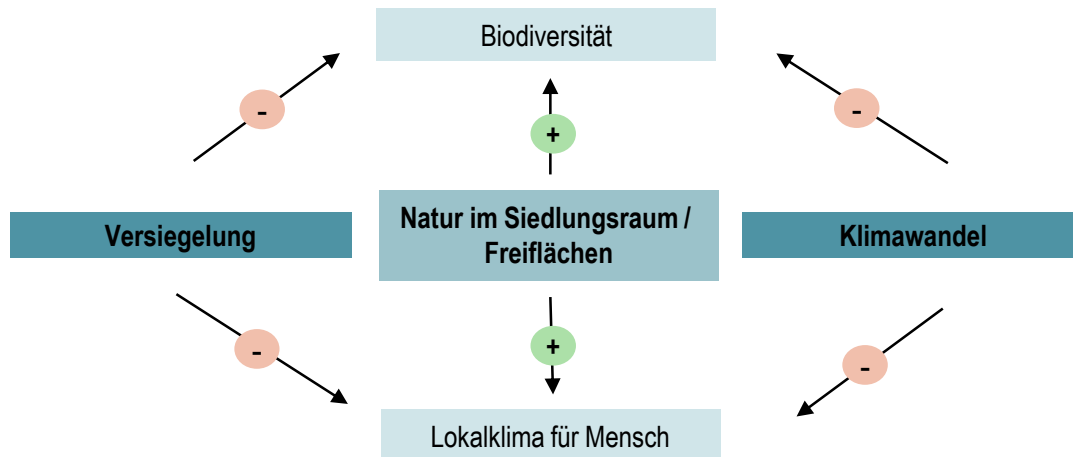 Biodiversität
-
-
+
Versiegelung
Natur im Siedlungsraum /
Freiflächen
Klimawandel
-
+
-
Lokalklima für Mensch